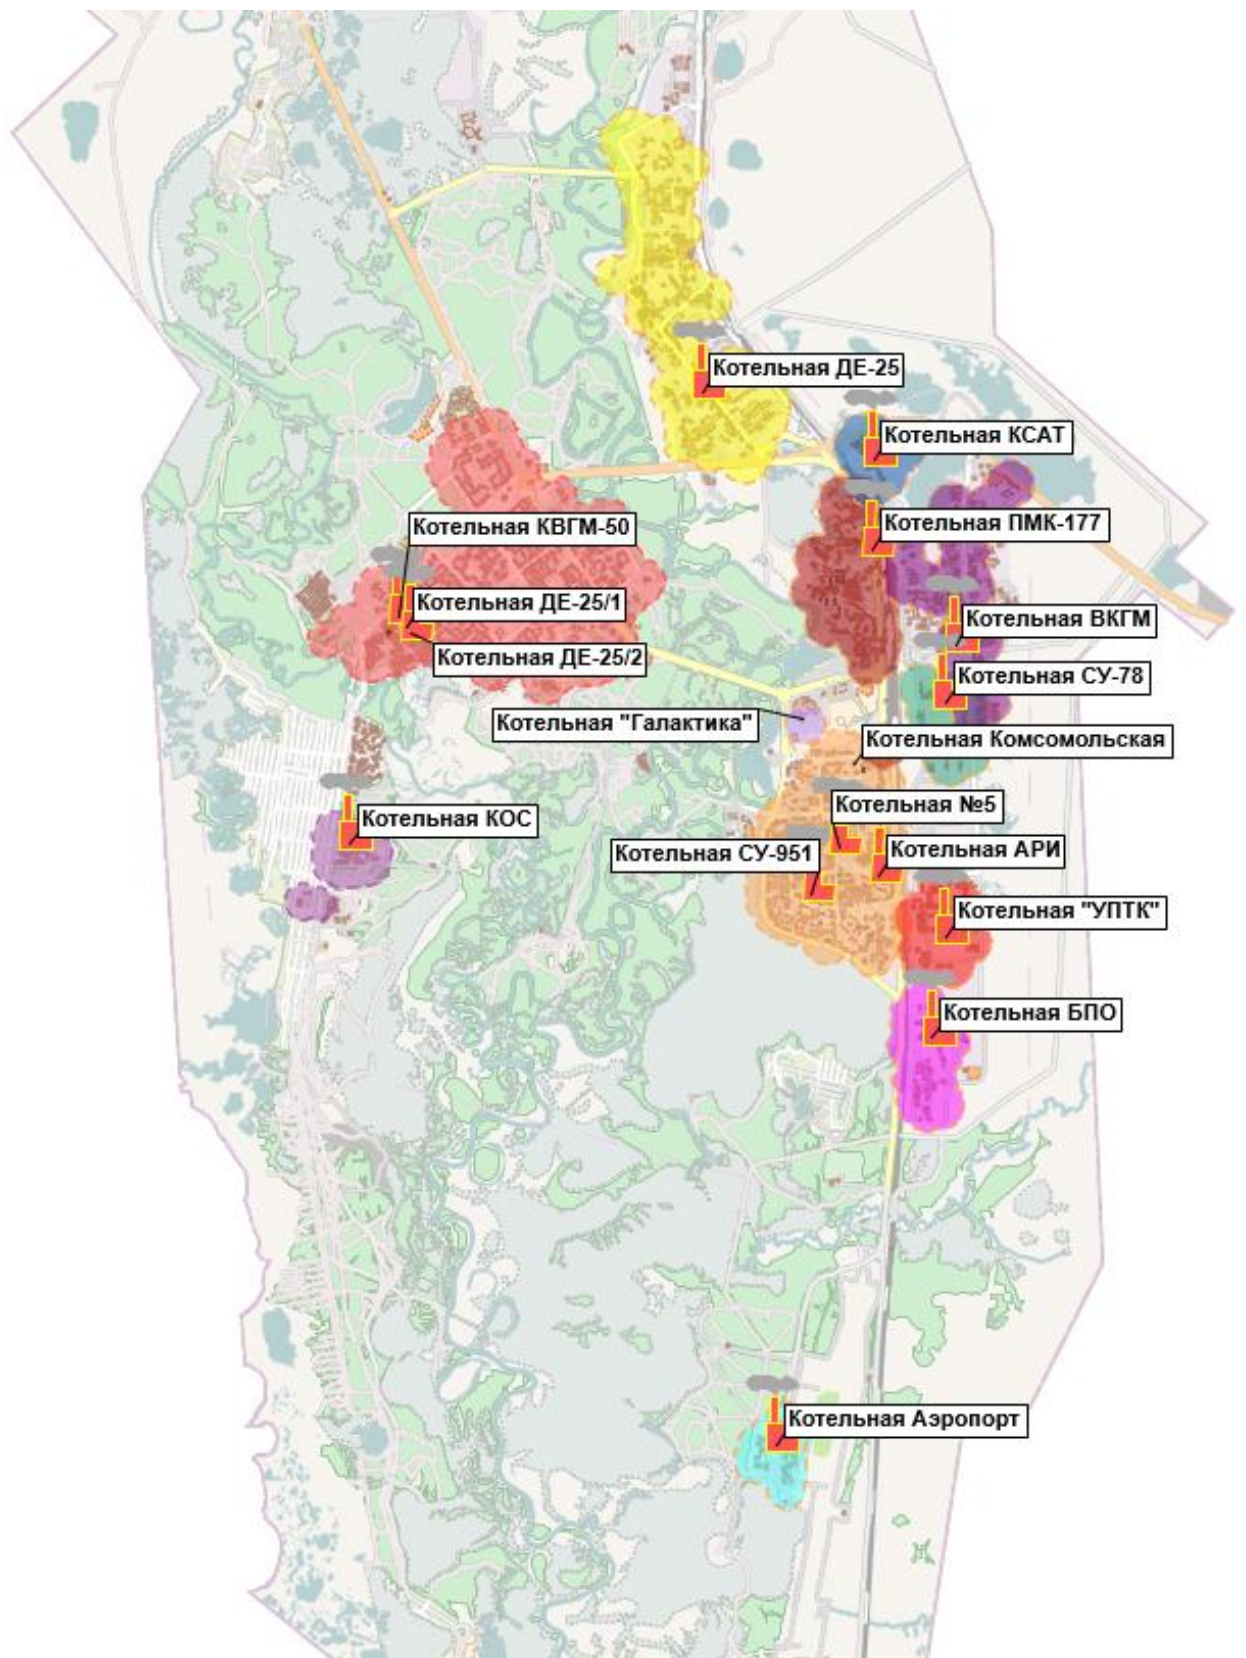 Котельная ДЕ-25
Котельная КСАТ
Котельная ПМК-177
Котельная КВГМ-50
Котельная ДЕ-25/1
Котельная ВКГМ
Котельная ДЕ-25/2
Котельная СУ-78
Котельная "Галактика"
Котельная Комсомольская
Котельная №5
Котельная КОС
Котельная СУ-951
Котельная АРИ
Котельная "УПТК"
Котельная БПО
Котельная Аэропорт